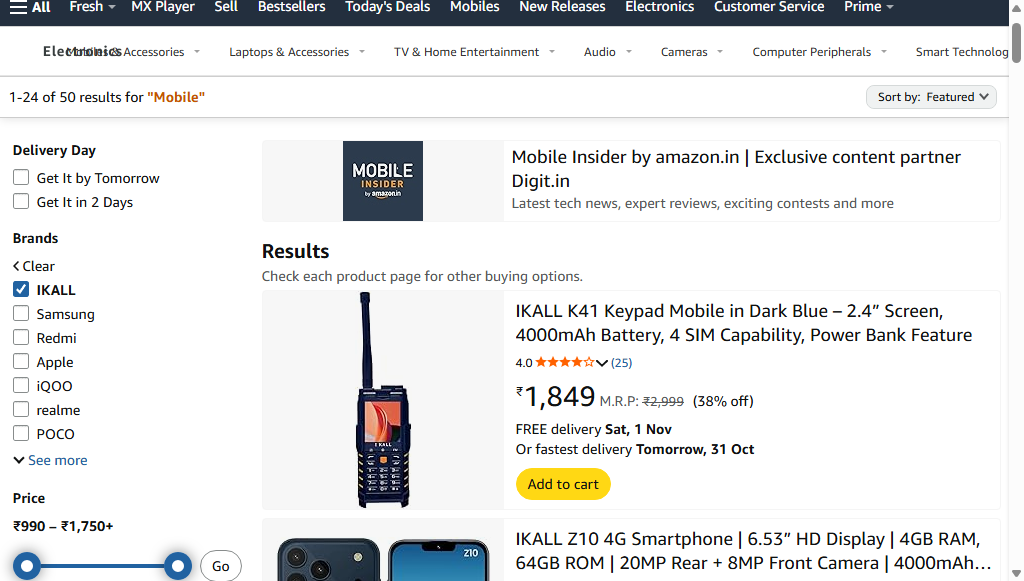 All Fresh MX Player Sell Bestsellers Today's Deals Mobiles New Releases Electronics Customer Service Prime
Electronics Mobiles & Accessories Laptops & Accessories TV & Home Entertainment Audio Cameras Computer Peripherals Smart Technolog
1-24 of 50 results for "Mobile"
Sort by: Featured
Delivery Day
Get It by Tomorrow
Get It in 2 Days
Brands
Clear
IKALL
Samsung
Redmi
Apple
iQOO
realme
POCO
See more
Price
₹990 – ₹1,750+
Go
MOBILE
INSIDER
by amazon.in
Mobile Insider by amazon.in | Exclusive content partner
Digit.in
Latest tech news, expert reviews, exciting contests and more
Results
Check each product page for other buying options.
I KALL
IKALL K41 Keypad Mobile in Dark Blue – 2.4” Screen,
4000mAh Battery, 4 SIM Capability, Power Bank Feature
4.0 (25)
₹1,849 M.R.P: ₹2,999 (38% off)
FREE delivery Sat, 1 Nov
Or fastest delivery Tomorrow, 31 Oct
Add to cart
Z10
IKALL Z10 4G Smartphone | 6.53” HD Display | 4GB RAM,
64GB ROM | 20MP Rear + 8MP Front Camera | 4000mAh...